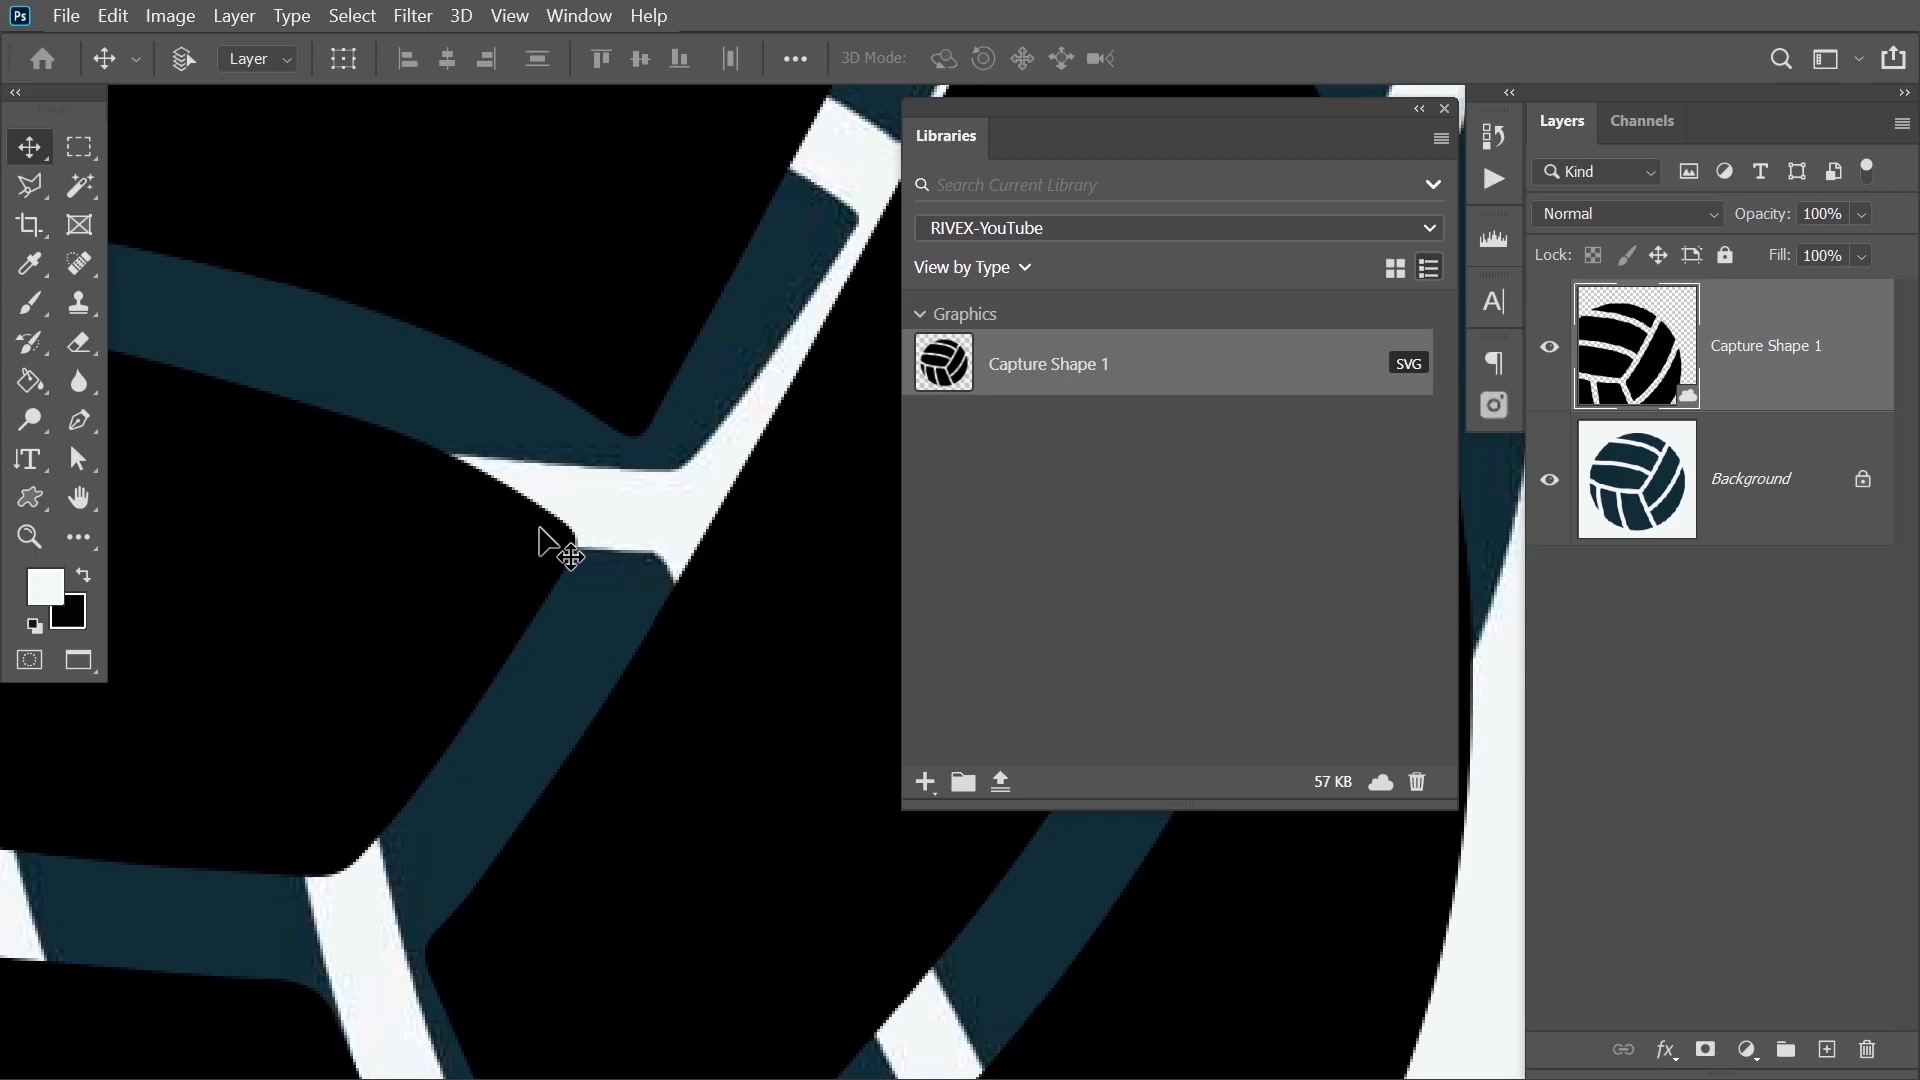 Ps File Edit Image Layer Type Select Filter 3D View Window Help
Layer 3D Mode:
Libraries
Search Current Library
RIVEX-YouTube
View by Type
Graphics
Capture Shape 1 SVG
57 KB
Layers Channels
Kind
Normal Opacity: 100%
Lock: Fill: 100%
Capture Shape 1
Background